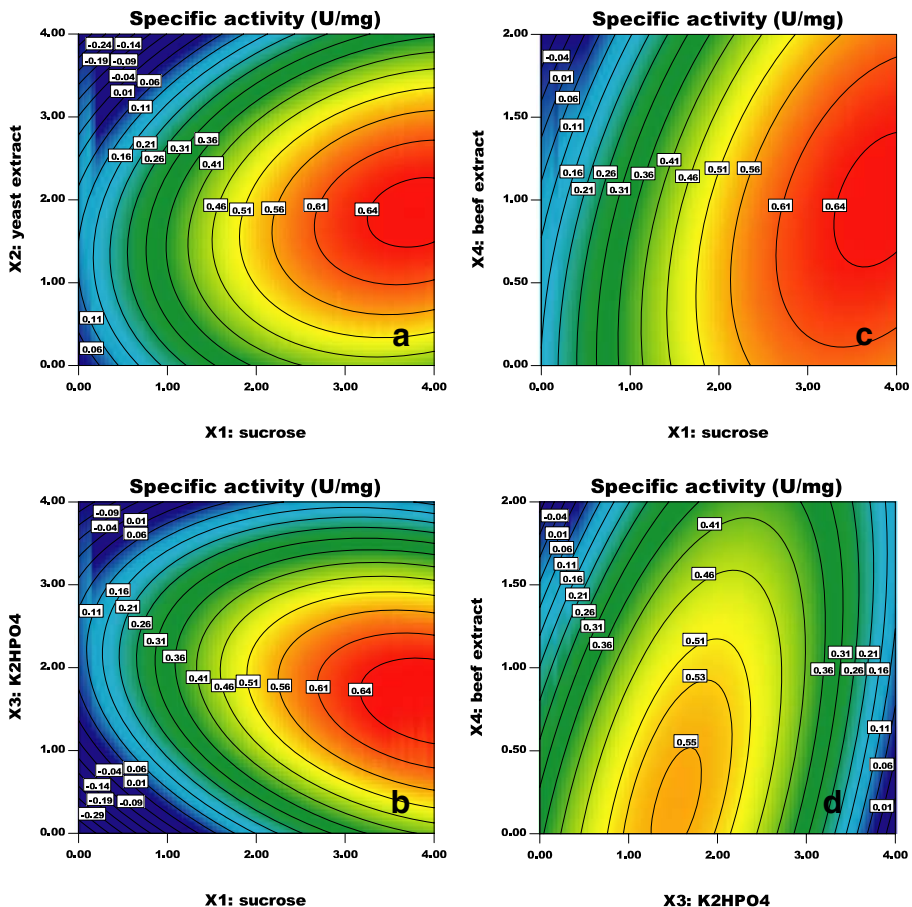 Specific activity (U/mg)
4.00
3.00
2.00
1.00
0.00
X2: yeast extract
-0.24 -0.14
-0.19 -0.09
-0.04 0.06
0.01
0.11
0.21 0.31 0.36
0.16 0.26 0.41
0.46 0.51 0.56 0.61 0.64
0.11
0.06
a
0.00 1.00 2.00 3.00 4.00
X1: sucrose
Specific activity (U/mg)
2.00
1.50
1.00
0.50
0.00
X4: beef extract
-0.04
0.01
0.06
0.11
0.16 0.26 0.36 0.41 0.51 0.56
0.21 0.31 0.46
0.61 0.64
c
0.00 1.00 2.00 3.00 4.00
X1: sucrose
Specific activity (U/mg)
4.00
3.00
2.00
1.00
0.00
X3: K2HPO4
-0.09 0.01
-0.04 0.06
0.16
0.11 0.21
0.26
0.31
0.36
0.41 0.46 0.51 0.56 0.61 0.64
-0.04 0.06
-0.14 0.01
-0.19 -0.09
-0.29
b
0.00 1.00 2.00 3.00 4.00
X1: sucrose
Specific activity (U/mg)
2.00
1.50
1.00
0.50
0.00
X4: beef extract
-0.04
0.01
0.06
0.11
0.16
0.21
0.26
0.31
0.36
0.41
0.46
0.51
0.53
0.55
0.31 0.21
0.36 0.26 0.16
0.11
0.06
0.01
d
0.00 1.00 2.00 3.00 4.00
X3: K2HPO4